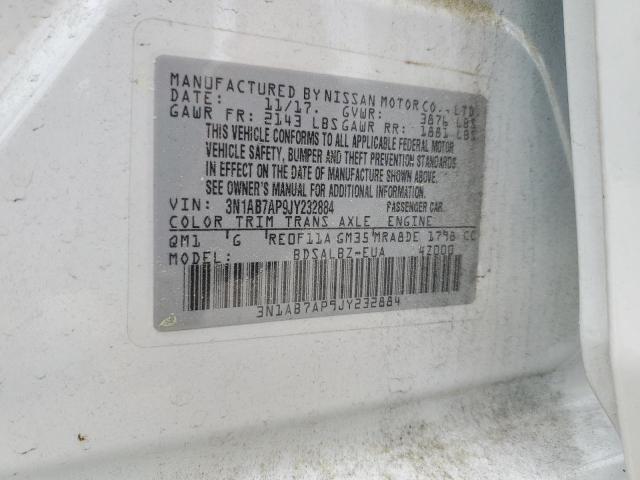 MANUFACTURED BY NISSAN MOTOR CO., LTD.
DATE: 11/17. GVWR: 3876 LBS
GAWR FR: 2143 LBS GAWR RR: 1881 LBS
THIS VEHICLE CONFORMS TO ALL APPLICABLE FEDERAL MOTOR
VEHICLE SAFETY, BUMPER AND THEFT PREVENTION STANDARDS
IN EFFECT ON THE DATE OF MANUFACTURE SHOWN ABOVE.
SEE OWNER'S MANUAL FOR ADDITIONAL INFORMATION.
VIN: 3N1AB7AP9JY232884 PASSENGER CAR.
COLOR TRIM TRANS AXLE ENGINE
QM1 G RE0F11A GM35 MRA8DE 1798 CC
MODEL: BDSALBZ-EUA 4Z000
3N1AB7AP9JY232884